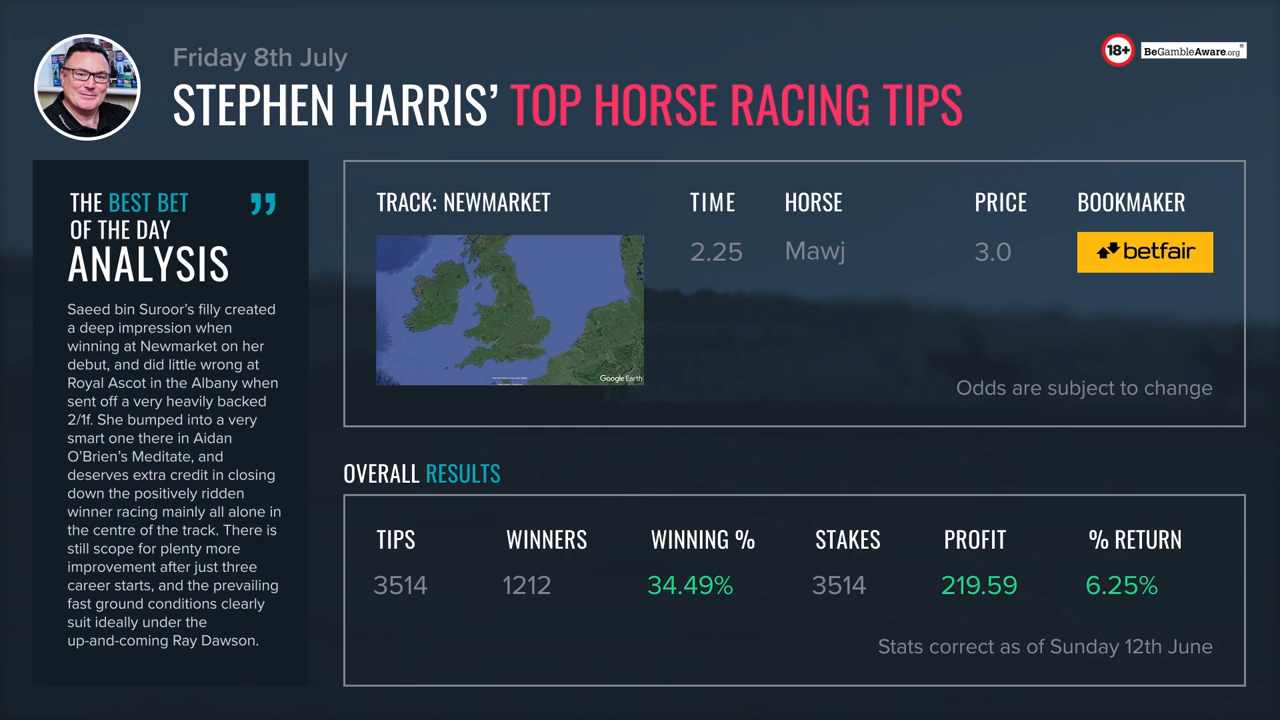 Friday 8th July
STEPHEN HARRIS’ TOP HORSE RACING TIPS
18+
BeGambleAware.org®
THE BEST BET ”
OF THE DAY
ANALYSIS
Saeed bin Suroor’s filly created
a deep impression when
winning at Newmarket on her
debut, and did little wrong at
Royal Ascot in the Albany when
sent off a very heavily backed
2/1f. She bumped into a very
smart one there in Aidan
O’Brien’s Meditate, and
deserves extra credit in closing
down the positively ridden
winner racing mainly all alone in
the centre of the track. There is
still scope for plenty more
improvement after just three
career starts, and the prevailing
fast ground conditions clearly
suit ideally under the
up-and-coming Ray Dawson.
TRACK: NEWMARKET TIME HORSE PRICE BOOKMAKER
2.25 Mawj 3.0 betfair
Google Earth
Odds are subject to change
OVERALL RESULTS
TIPS WINNERS WINNING % STAKES PROFIT % RETURN
3514 1212 34.49% 3514 219.59 6.25%
Stats correct as of Sunday 12th June